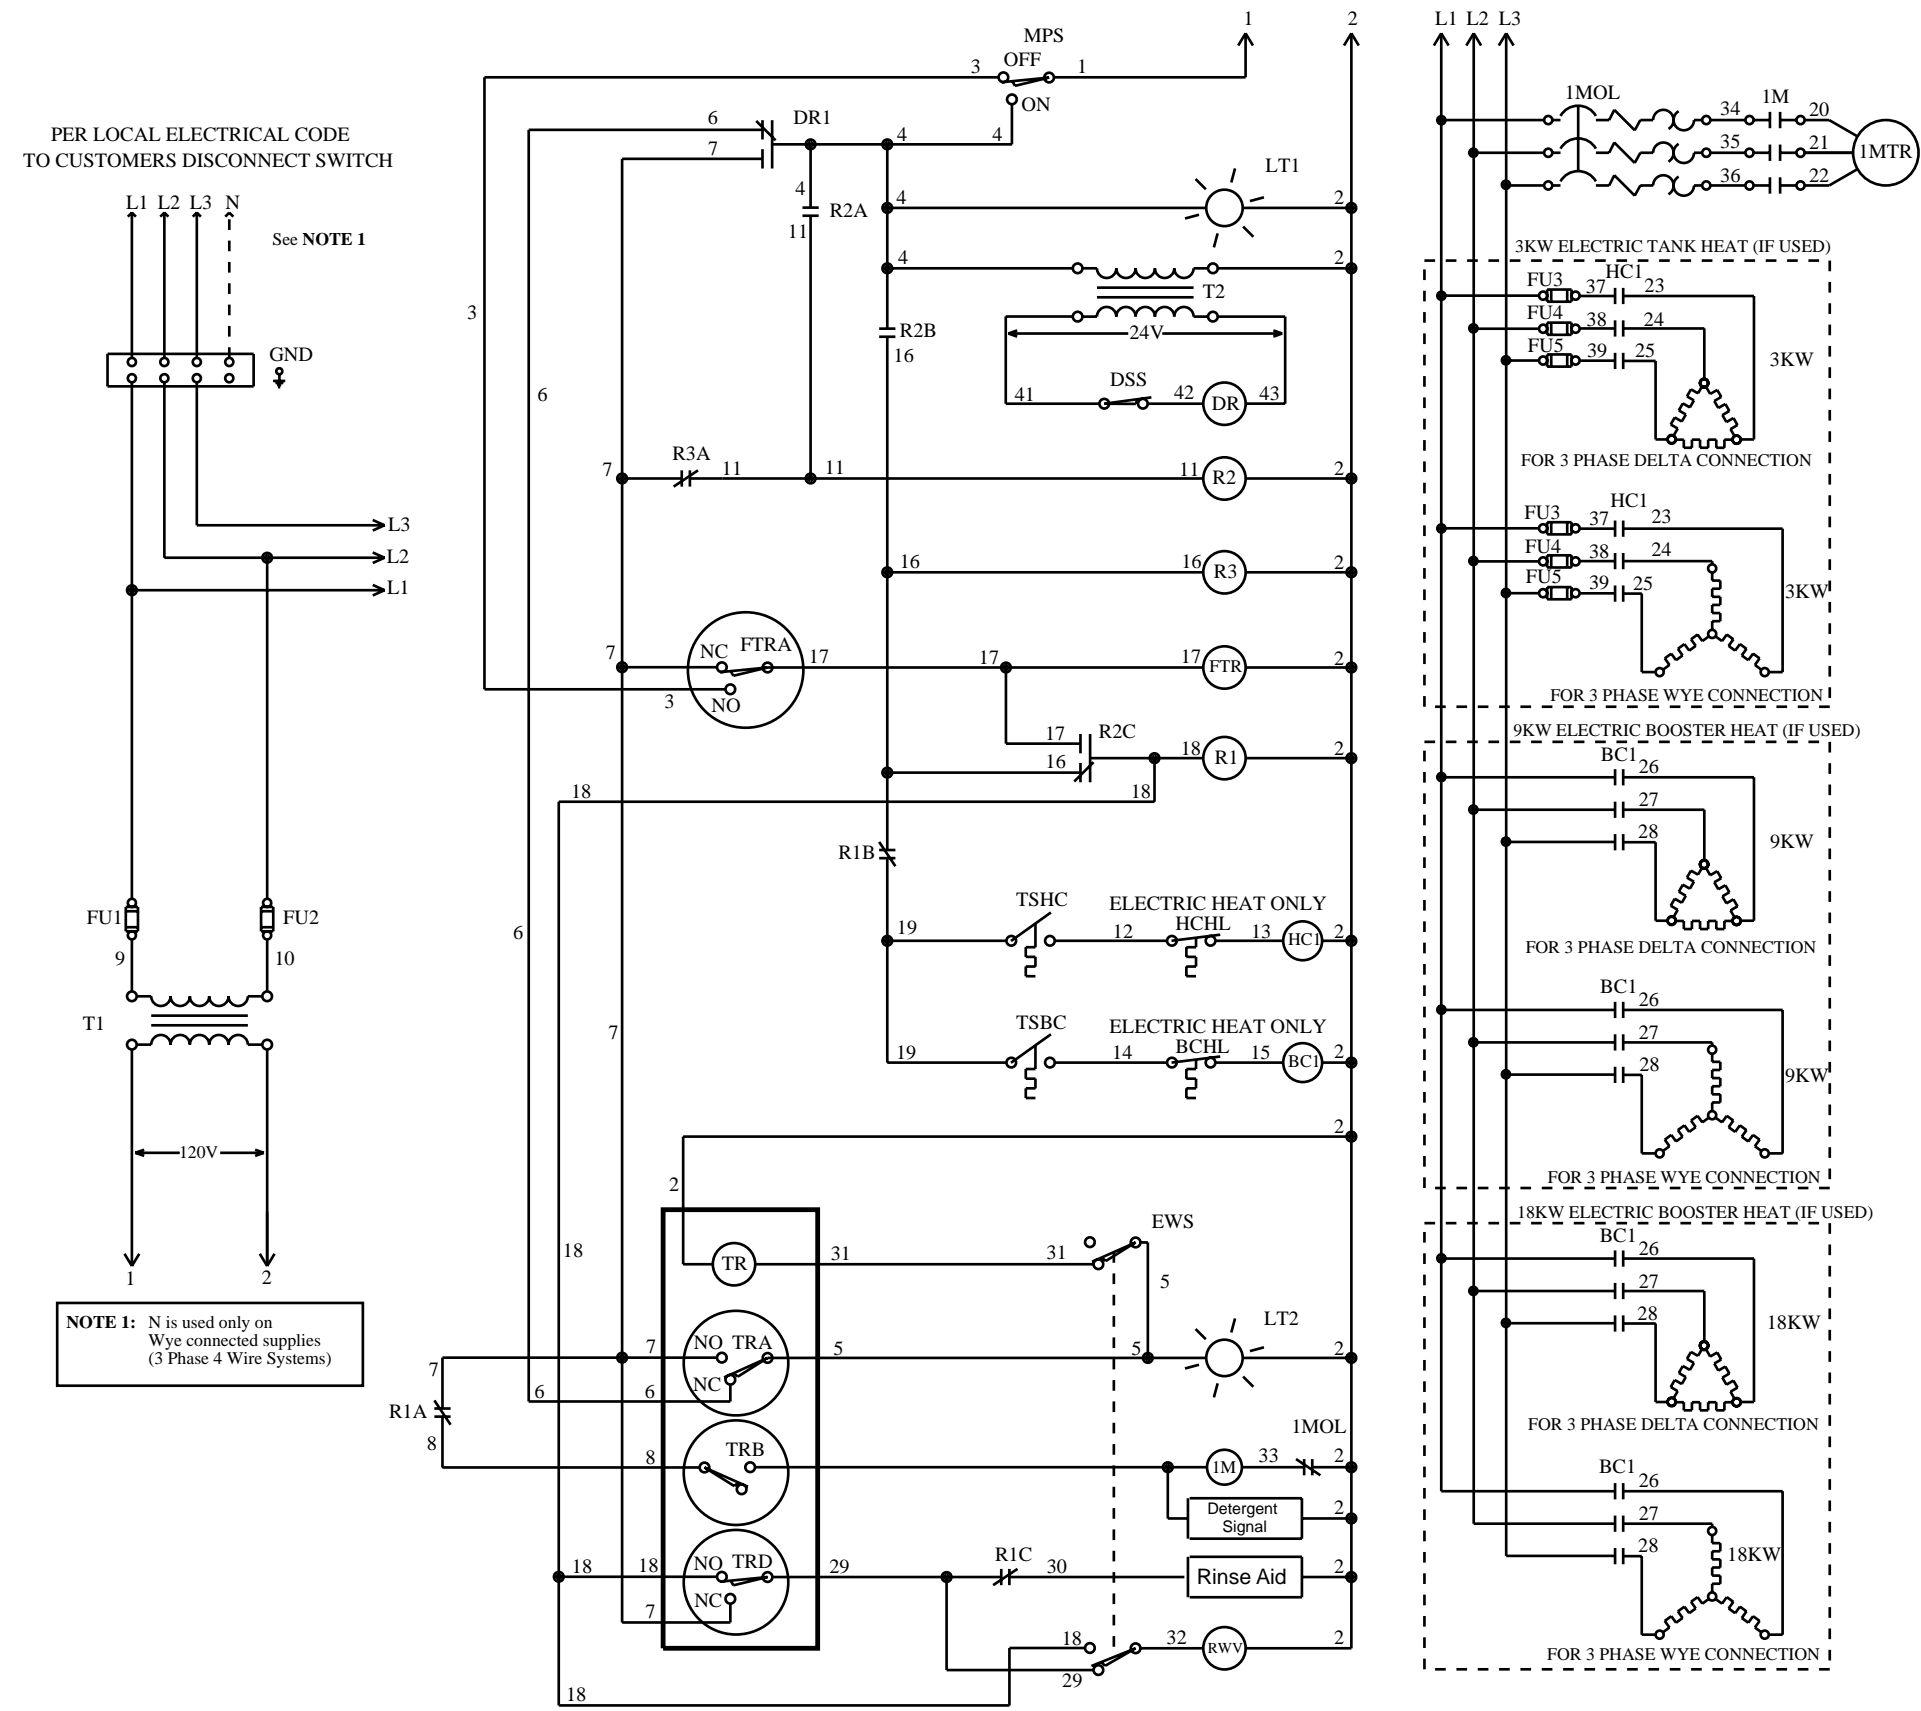 PER LOCAL ELECTRICAL CODE
TO CUSTOMERS DISCONNECT SWITCH
L1 L2 L3 N
See NOTE 1
GND
L3
L2
L1
FU1
FU2
9
10
T1
120V
1
2
NOTE 1: N is used only on
Wye connected supplies
(3 Phase 4 Wire Systems)
1
2
MPS
OFF
3
1
ON
6
DR1
7
4
4
4
R2A
11
LT1
4
2
3
4
2
T2
R2B
16
24V
6
DSS
41
42
DR
43
R3A
7
11
11
11
R2
2
16
16
R3
2
NC
FTRA
7
17
17
17
FTR
2
3
NO
R2C
17
16
18
R1
2
18
18
R1B
TSHC
ELECTRIC HEAT ONLY
HCHL
19
12
13
HC1
2
6
TSBC
ELECTRIC HEAT ONLY
BCHL
19
14
15
BC1
2
7
2
2
EWS
18
TR
31
31
5
LT2
7
NO
TRA
5
5
2
7
NC
6
6
R1A
8
1MOL
TRB
8
1M
33
2
Detergent
Signal
2
R1C
18
18
NO
TRD
29
30
Rinse Aid
2
NC
7
18
32
RWV
2
29
18
L1 L2 L3
1MOL
34
1M
20
35
21
1MTR
36
22
3KW ELECTRIC TANK HEAT (IF USED)
HC1
FU3
37
23
FU4
38
24
FU5
39
25
3KW
FOR 3 PHASE DELTA CONNECTION
HC1
FU3
37
23
FU4
38
24
FU5
39
25
3KW
FOR 3 PHASE WYE CONNECTION
9KW ELECTRIC BOOSTER HEAT (IF USED)
BC1
26
27
28
9KW
FOR 3 PHASE DELTA CONNECTION
BC1
26
27
28
9KW
FOR 3 PHASE WYE CONNECTION
18KW ELECTRIC BOOSTER HEAT (IF USED)
BC1
26
27
28
18KW
FOR 3 PHASE DELTA CONNECTION
BC1
26
27
28
18KW
FOR 3 PHASE WYE CONNECTION